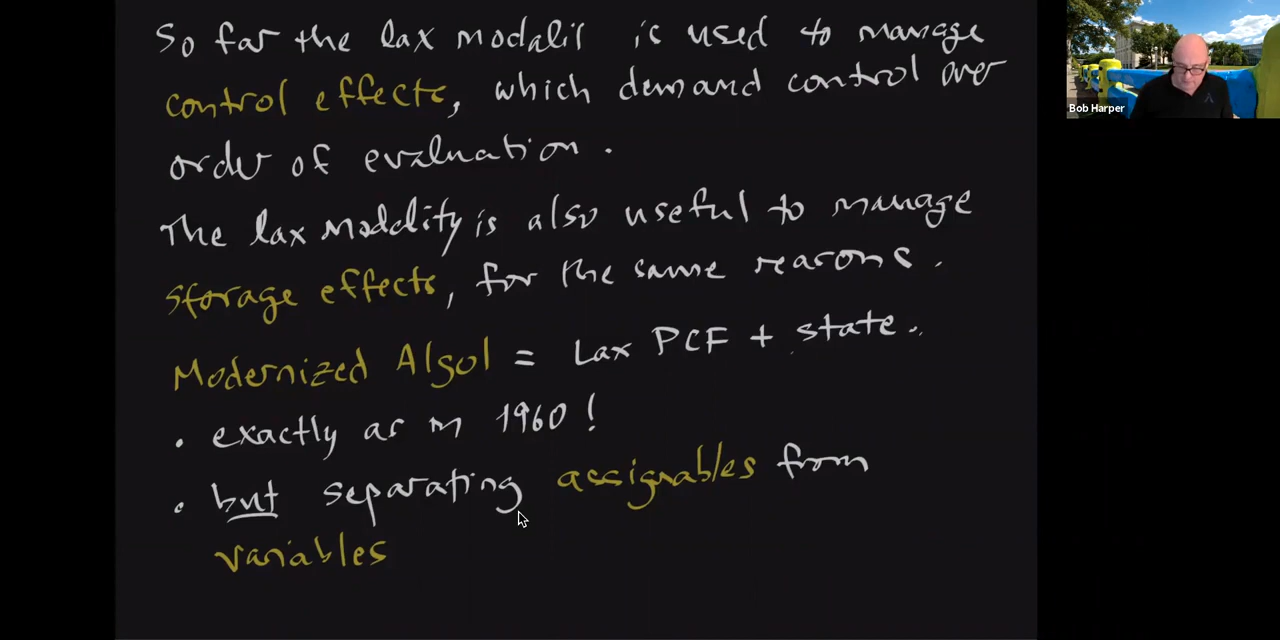 So far the lax modalit is used to manage
control effects, which demand control over
order of evaluation.
The lax modality is also useful to manage
storage effects, for the same reasons.
Modernized Algol = Lax PCF + state.
• exactly as in 1960!
• but separating assignables from
variables
Bob Harper